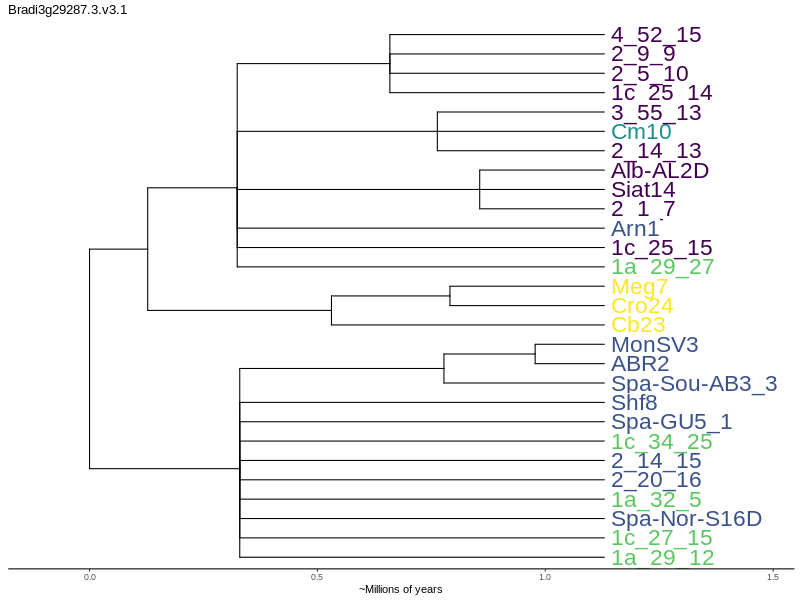 Bradi3g29287.3.v3.1
4_52_15
2_9_9
2_5_10
1c_25_14
3_55_13
Cm10
2_14_13
Alb-AL2D
Siat14
2_1_7
Arn1
1c_25_15
1a_29_27
Meg7
Cro24
Cb23
MonSV3
ABR2
Spa-Sou-AB3_3
Shf8
Spa-GU5_1
1c_34_25
2_14_15
2_20_16
1a_32_5
Spa-Nor-S16D
1c_27_15
1a_29_12
0.0 0.5 1.0 1.5
~Millions of years